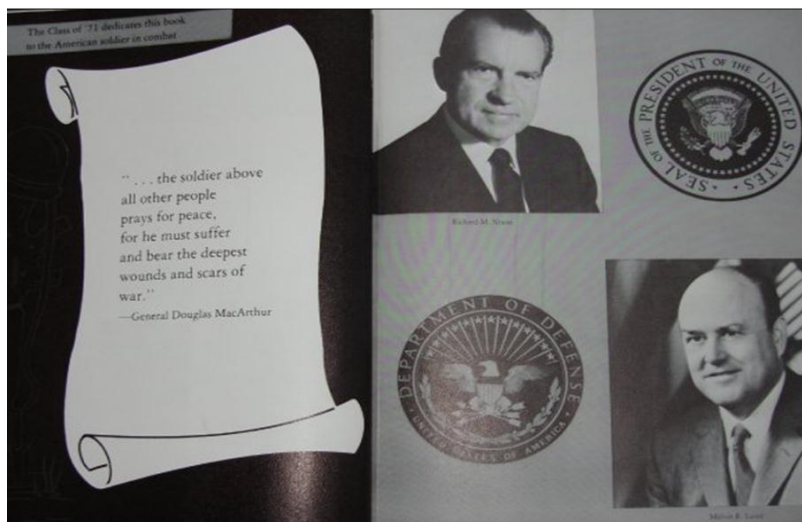 The Class of '71 dedicates this book
to the American soldier in combat
". . . the soldier above
all other people
prays for peace,
for he must suffer
and bear the deepest
wounds and scars of
war."
—General Douglas MacArthur
Richard M. Nixon
SEAL OF THE PRESIDENT OF THE UNITED STATES
DEPARTMENT OF DEFENSE
UNITED STATES OF AMERICA
Melvin R. Laird